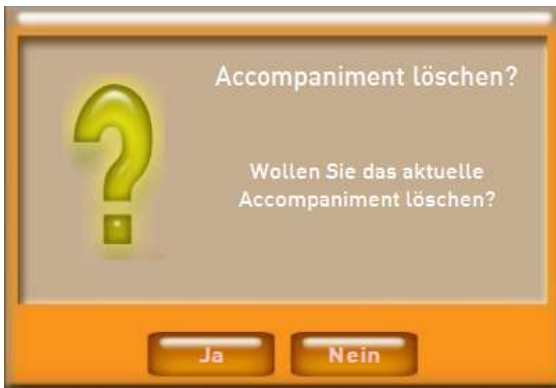 Accompaniment löschen?
Wollen Sie das aktuelle
Accompaniment löschen?
Ja
Nein